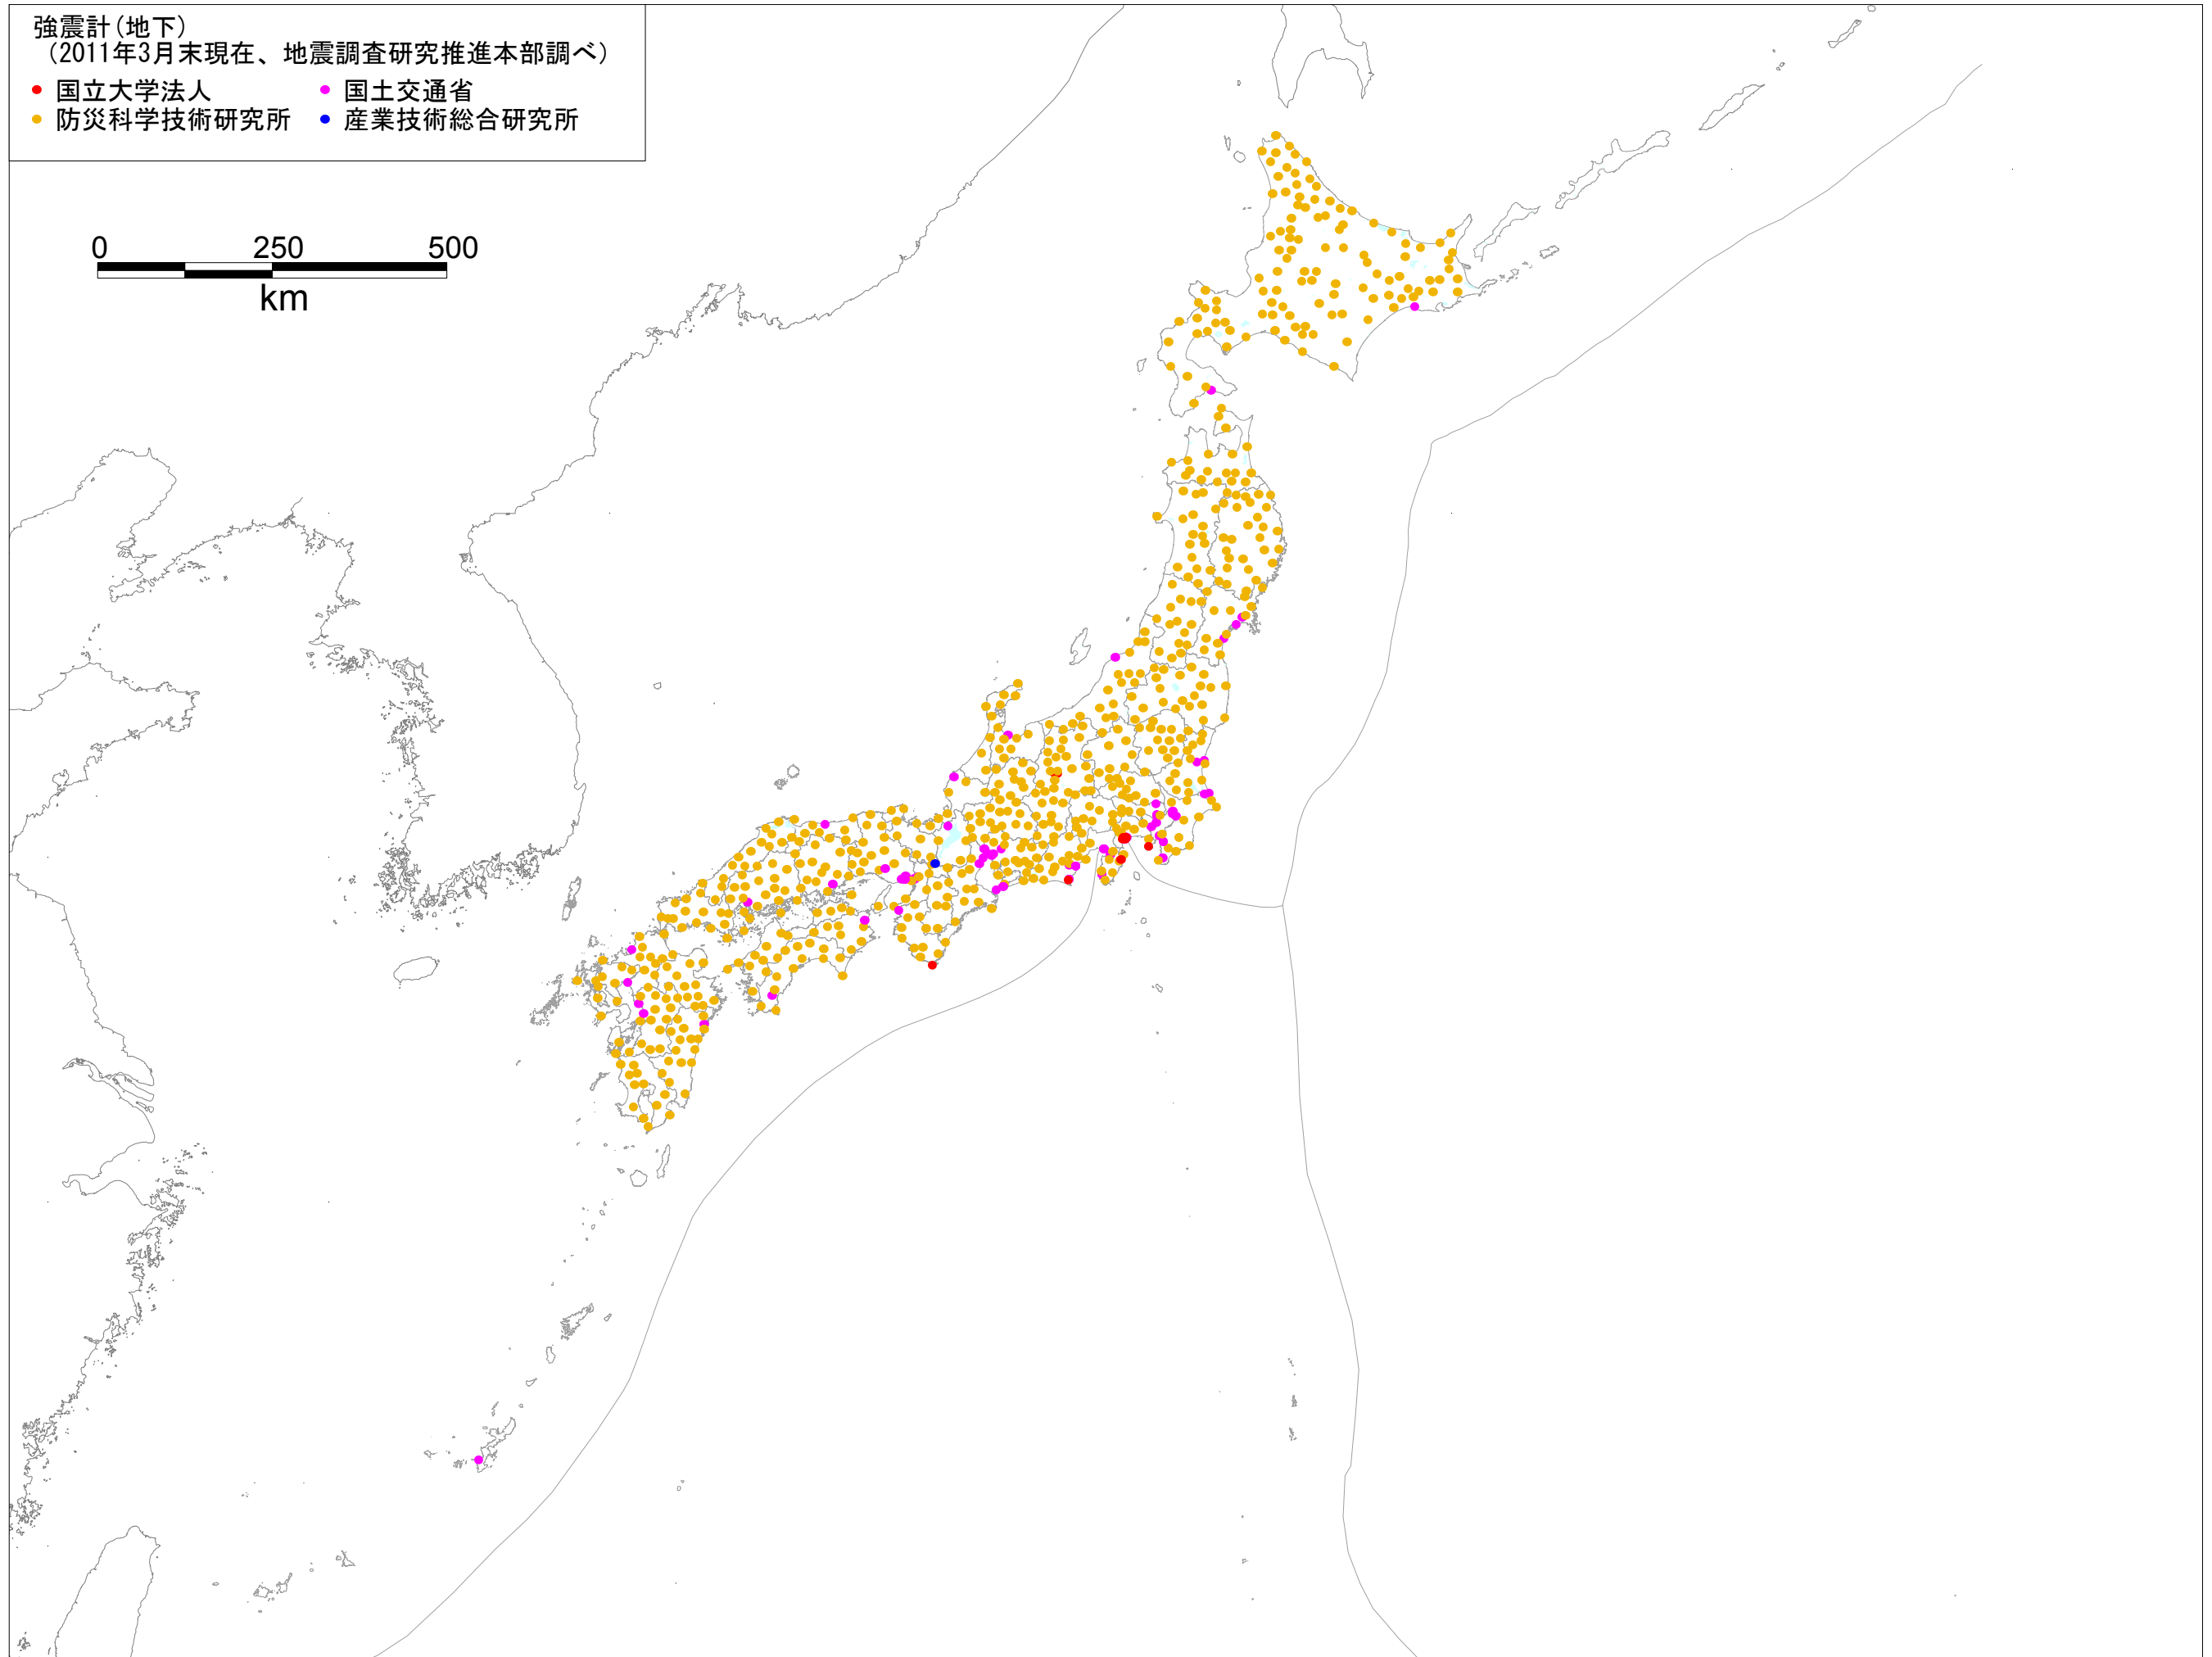 強震計(地下)
(2011年3月末現在、地震調査研究推進本部調べ)
国立大学法人 国土交通省
防災科学技術研究所 産業技術総合研究所
0 250 500
km